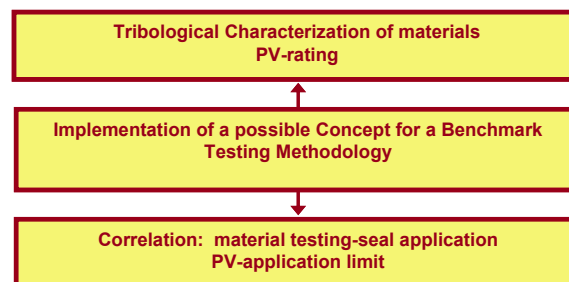 Tribological Characterization of materials
PV-rating
Implementation of a possible Concept for a Benchmark
Testing Methodology
Correlation: material testing-seal application
PV-application limit